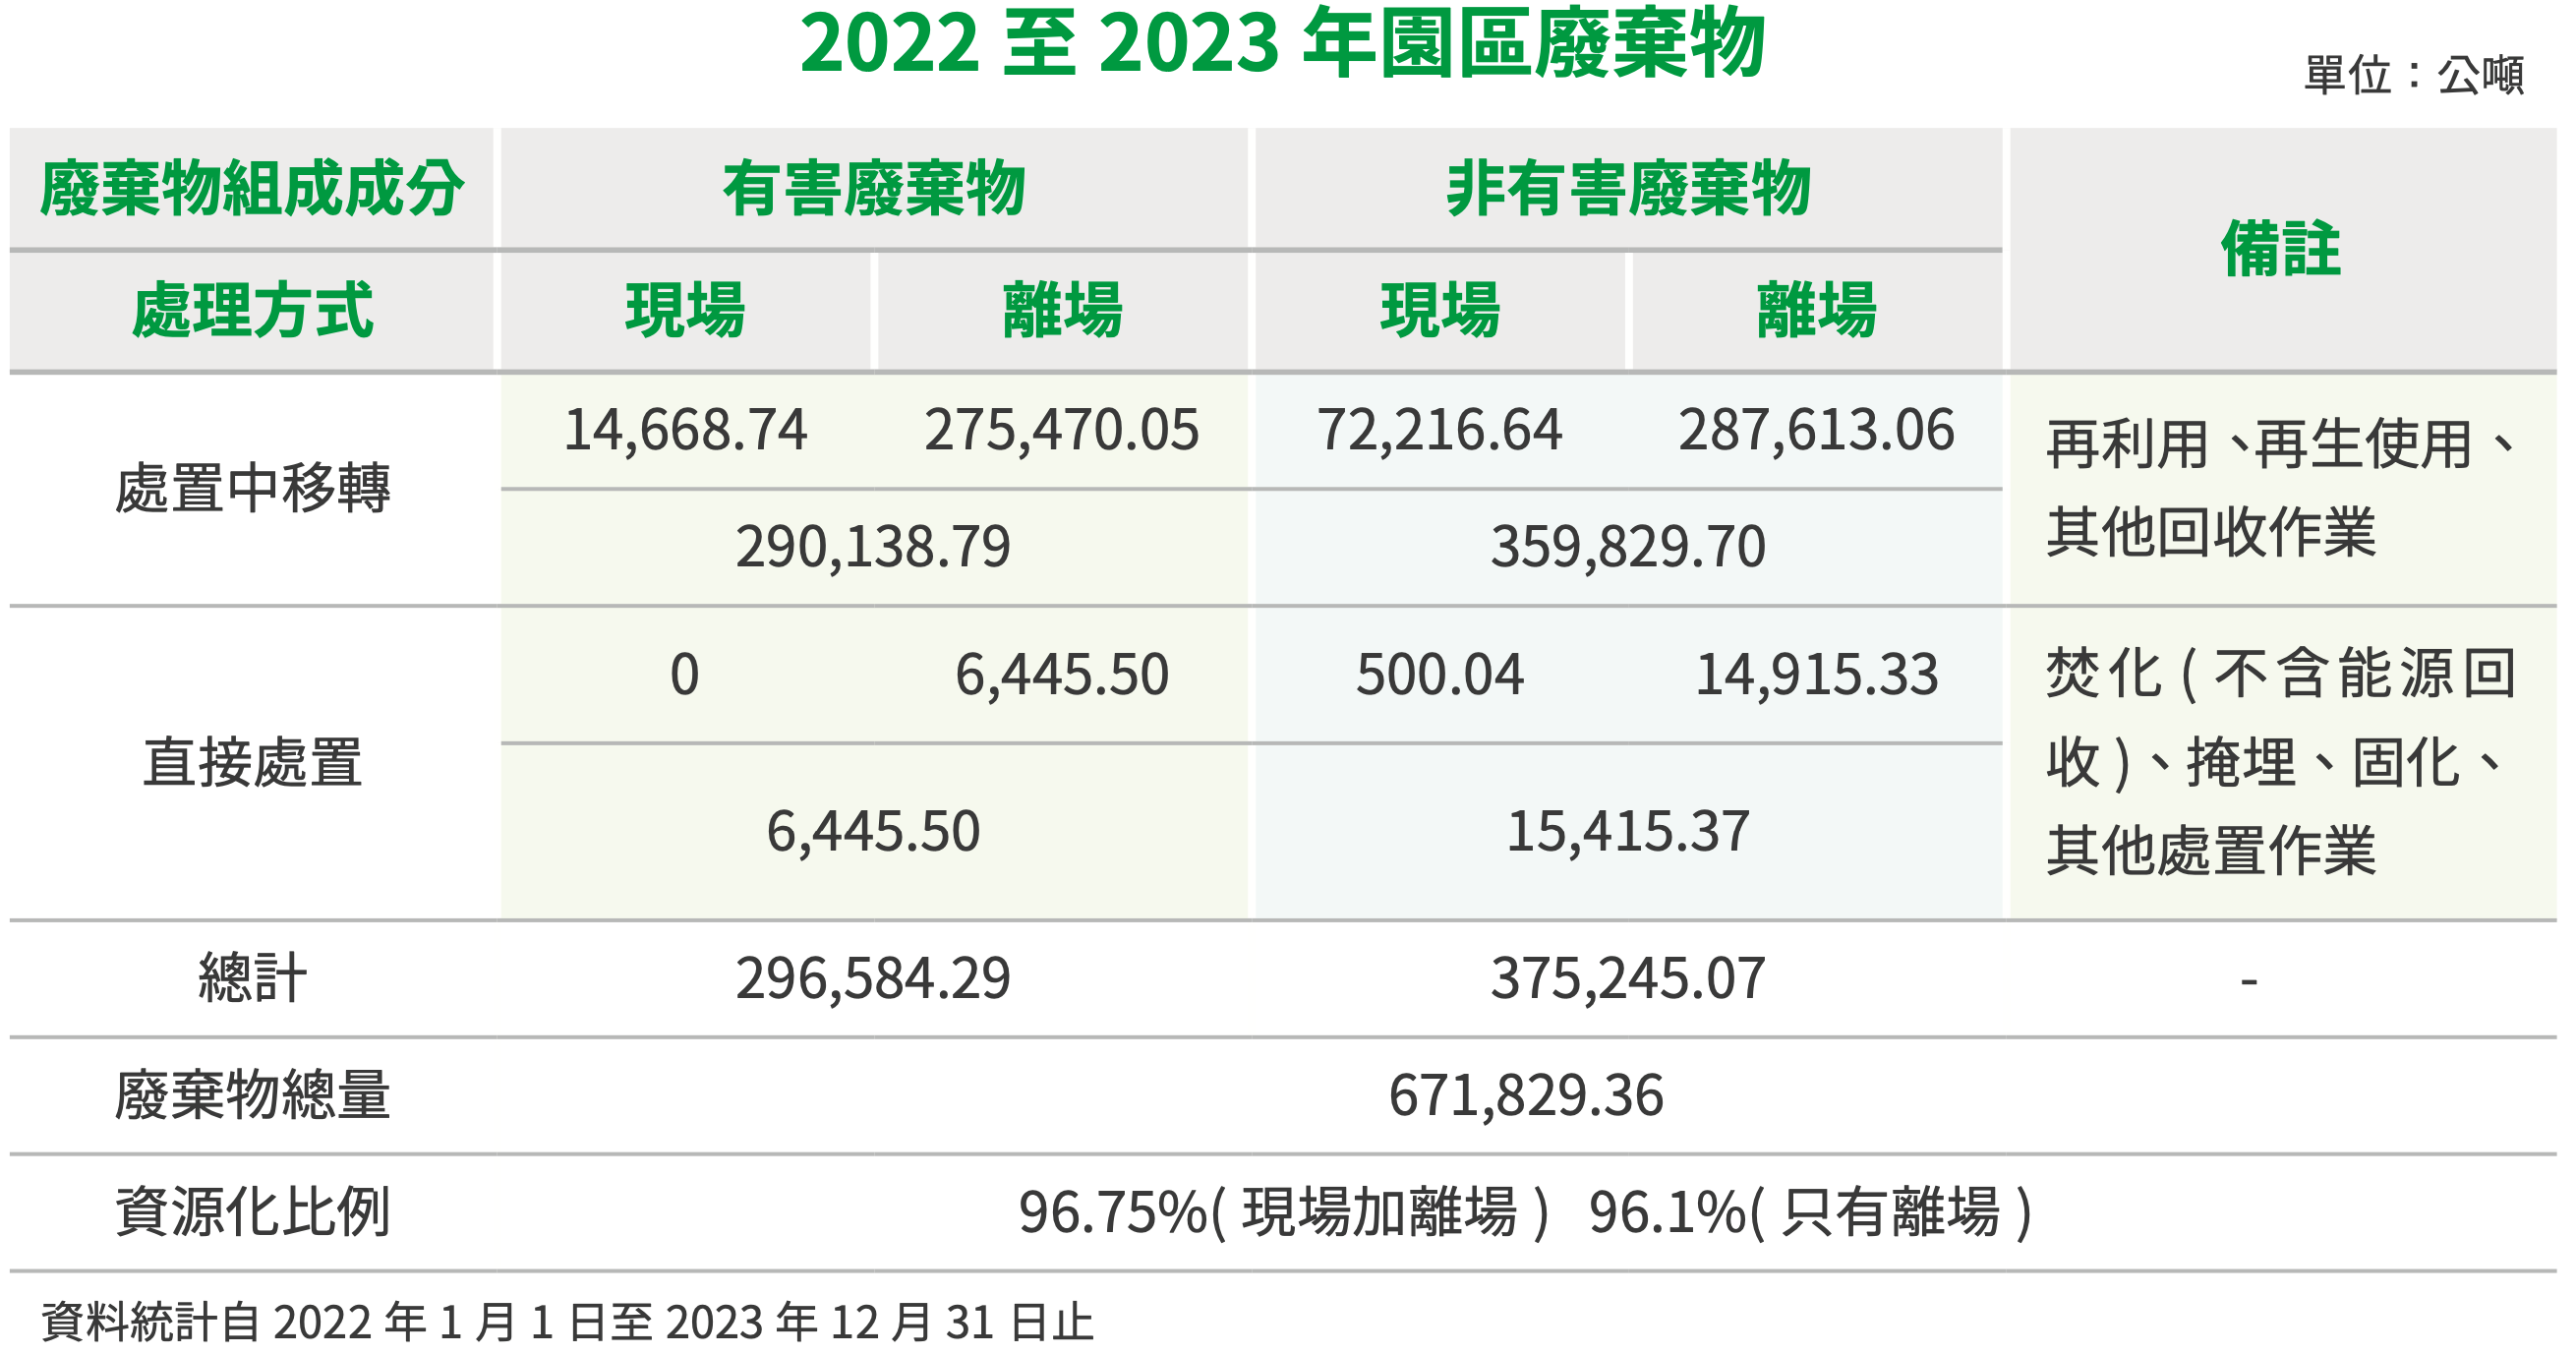 2022 至 2023 年園區廢棄物
單位：公噸
廢棄物組成成分 有害廢棄物 非有害廢棄物 備註
處理方式 現場 離場 現場 離場
處置中移轉 14,668.74 275,470.05 72,216.64 287,613.06 再利用、再生使用、
290,138.79 359,829.70 其他回收作業
直接處置 0 6,445.50 500.04 14,915.33 焚化(不含能源回
收)、掩埋、固化、
6,445.50 15,415.37 其他處置作業
總計 296,584.29 375,245.07 -
廢棄物總量 671,829.36
資源化比例 96.75%( 現場加離場 ) 96.1%( 只有離場 )
資料統計自 2022 年 1 月 1 日至 2023 年 12 月 31 日止